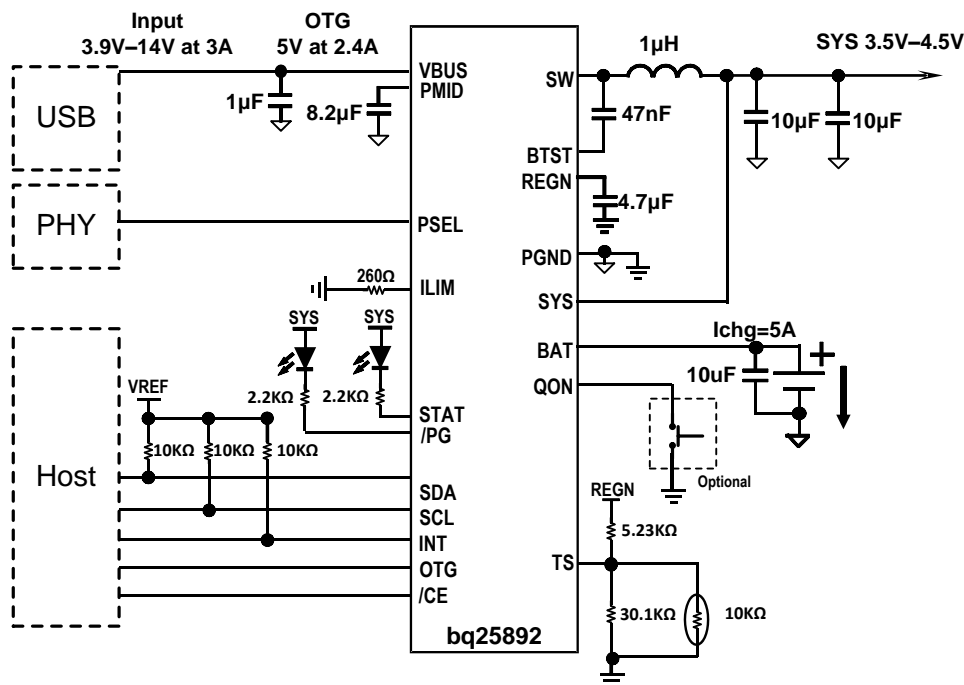 Input
3.9V–14V at 3A
OTG
5V at 2.4A
1µH
SYS 3.5V–4.5V
USB
VBUS
PMID
SW
1µF
8.2µF
47nF
10µF
10µF
BTST
REGN
4.7µF
PHY
PSEL
PGND
260Ω
ILIM
SYS
SYS
SYS
Ichg=5A
BAT
10uF
+
QON
VREF
2.2KΩ
2.2KΩ
STAT
/PG
10KΩ
10KΩ
10KΩ
Host
SDA
SCL
INT
OTG
/CE
Optional
REGN
5.23KΩ
TS
30.1KΩ
10KΩ
bq25892